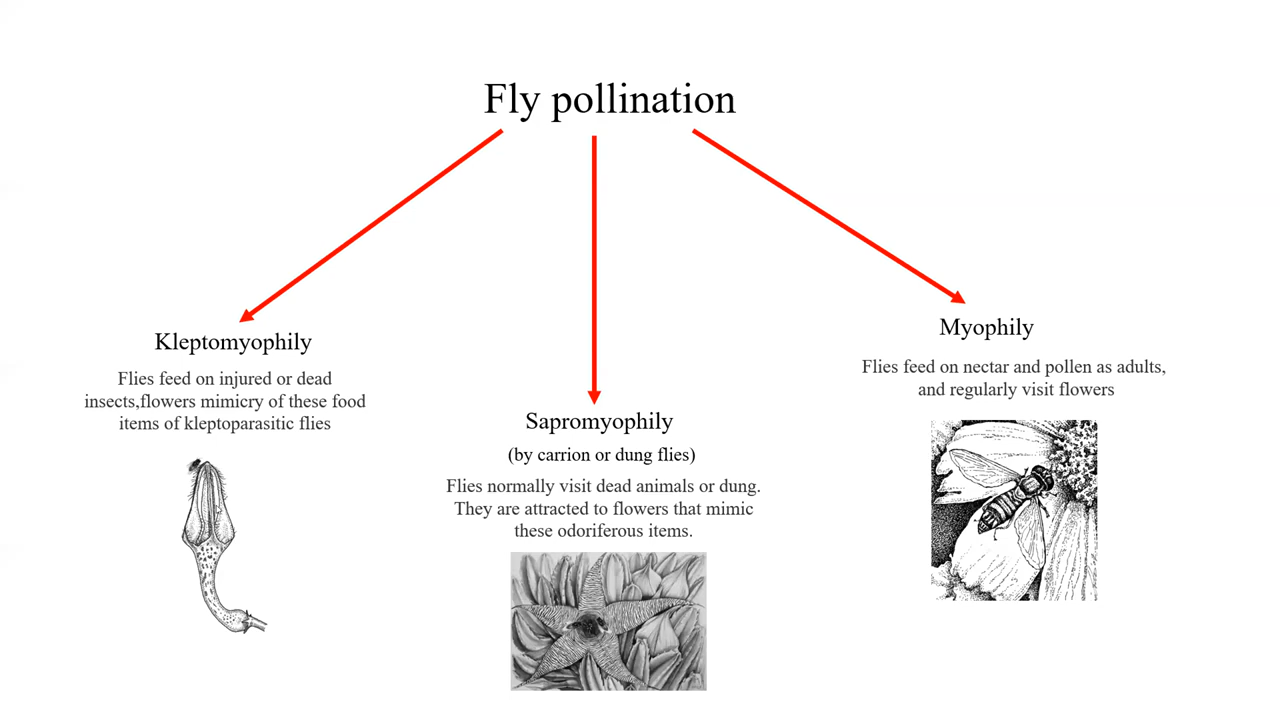 Fly pollination
Kleptomyophily
Flies feed on injured or dead
insects,flowers mimicry of these food
items of kleptoparasitic flies
Sapromyophily
(by carrion or dung flies)
Flies normally visit dead animals or dung.
They are attracted to flowers that mimic
these odoriferous items.
Myophily
Flies feed on nectar and pollen as adults,
and regularly visit flowers